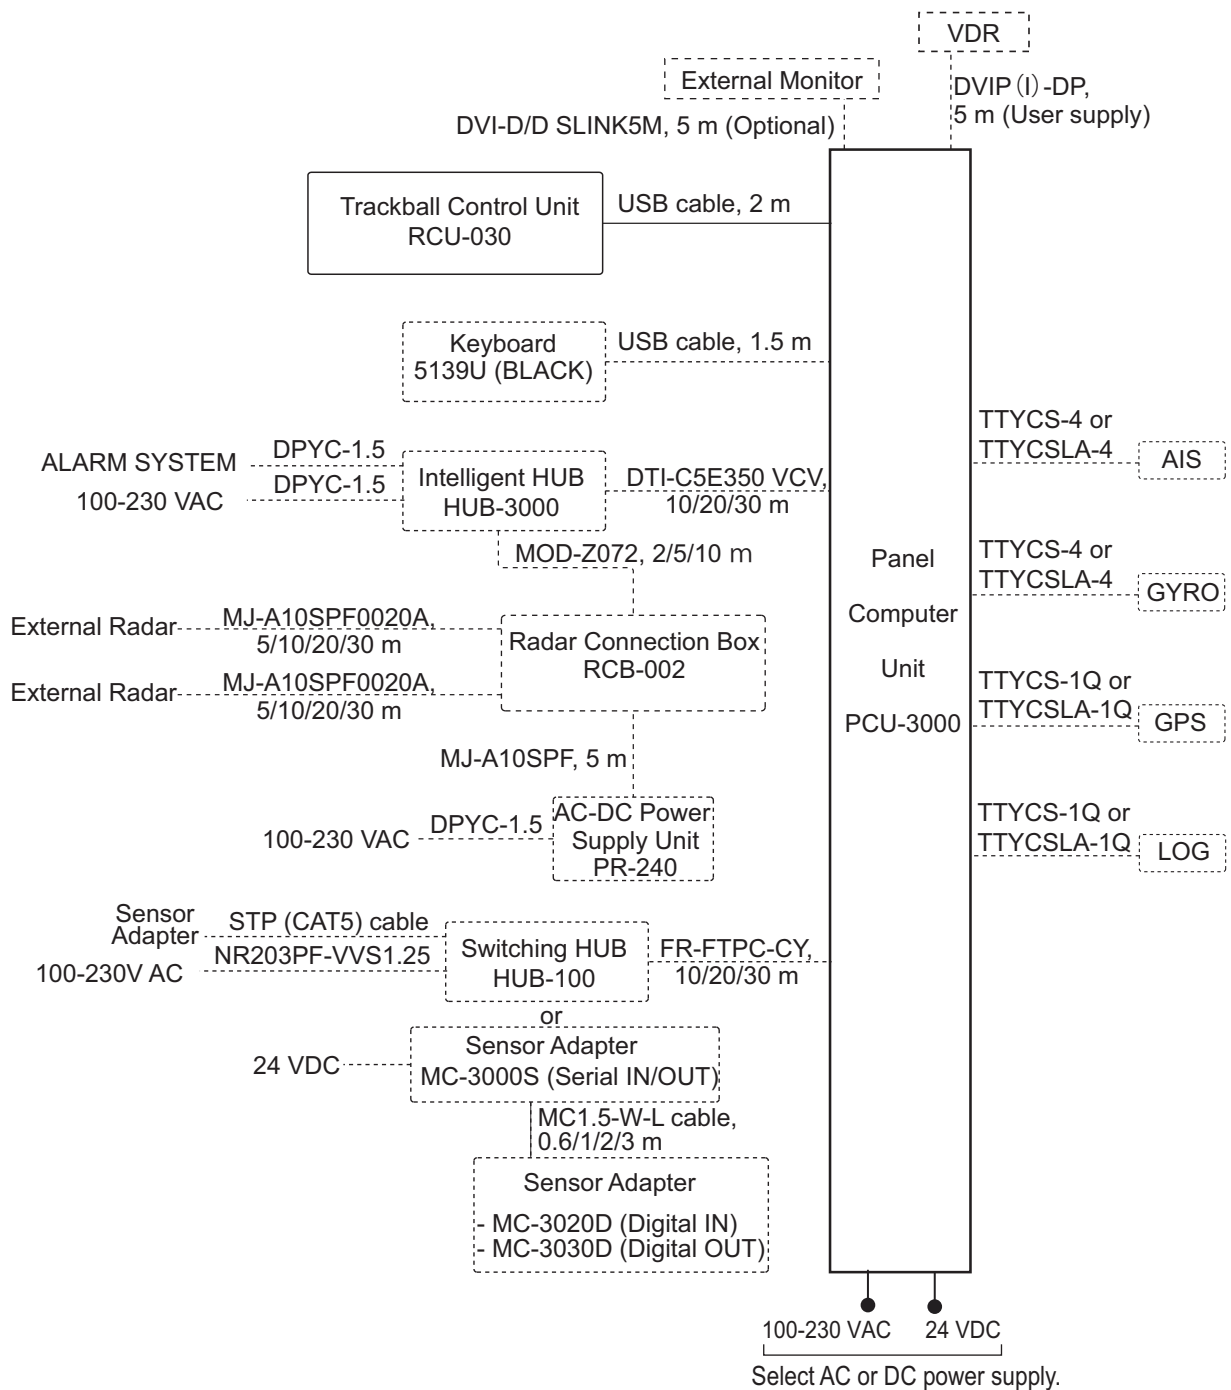 VDR
External Monitor
DVIP(I)-DP,
5 m (User supply)
DVI-D/D SLINK5M, 5 m (Optional)
Trackball Control Unit
RCU-030
USB cable, 2 m
Keyboard
5139U (BLACK)
USB cable, 1.5 m
ALARM SYSTEM
DPYC-1.5
100-230 VAC
DPYC-1.5
Intelligent HUB
HUB-3000
DTI-C5E350 VCV,
10/20/30 m
MOD-Z072, 2/5/10 m
External Radar
MJ-A10SPF0020A,
5/10/20/30 m
External Radar
MJ-A10SPF0020A,
5/10/20/30 m
Radar Connection Box
RCB-002
MJ-A10SPF, 5 m
100-230 VAC
DPYC-1.5
AC-DC Power
Supply Unit
PR-240
Sensor
Adapter
STP (CAT5) cable
100-230V AC
NR203PF-VVS1.25
Switching HUB
HUB-100
FR-FTPC-CY,
10/20/30 m
or
24 VDC
Sensor Adapter
MC-3000S (Serial IN/OUT)
MC1.5-W-L cable,
0.6/1/2/3 m
Sensor Adapter
- MC-3020D (Digital IN)
- MC-3030D (Digital OUT)
Panel
Computer
Unit
PCU-3000
TTYCS-4 or
TTYCSLA-4
AIS
TTYCS-4 or
TTYCSLA-4
GYRO
TTYCS-1Q or
TTYCSLA-1Q
GPS
TTYCS-1Q or
TTYCSLA-1Q
LOG
100-230 VAC
24 VDC
Select AC or DC power supply.